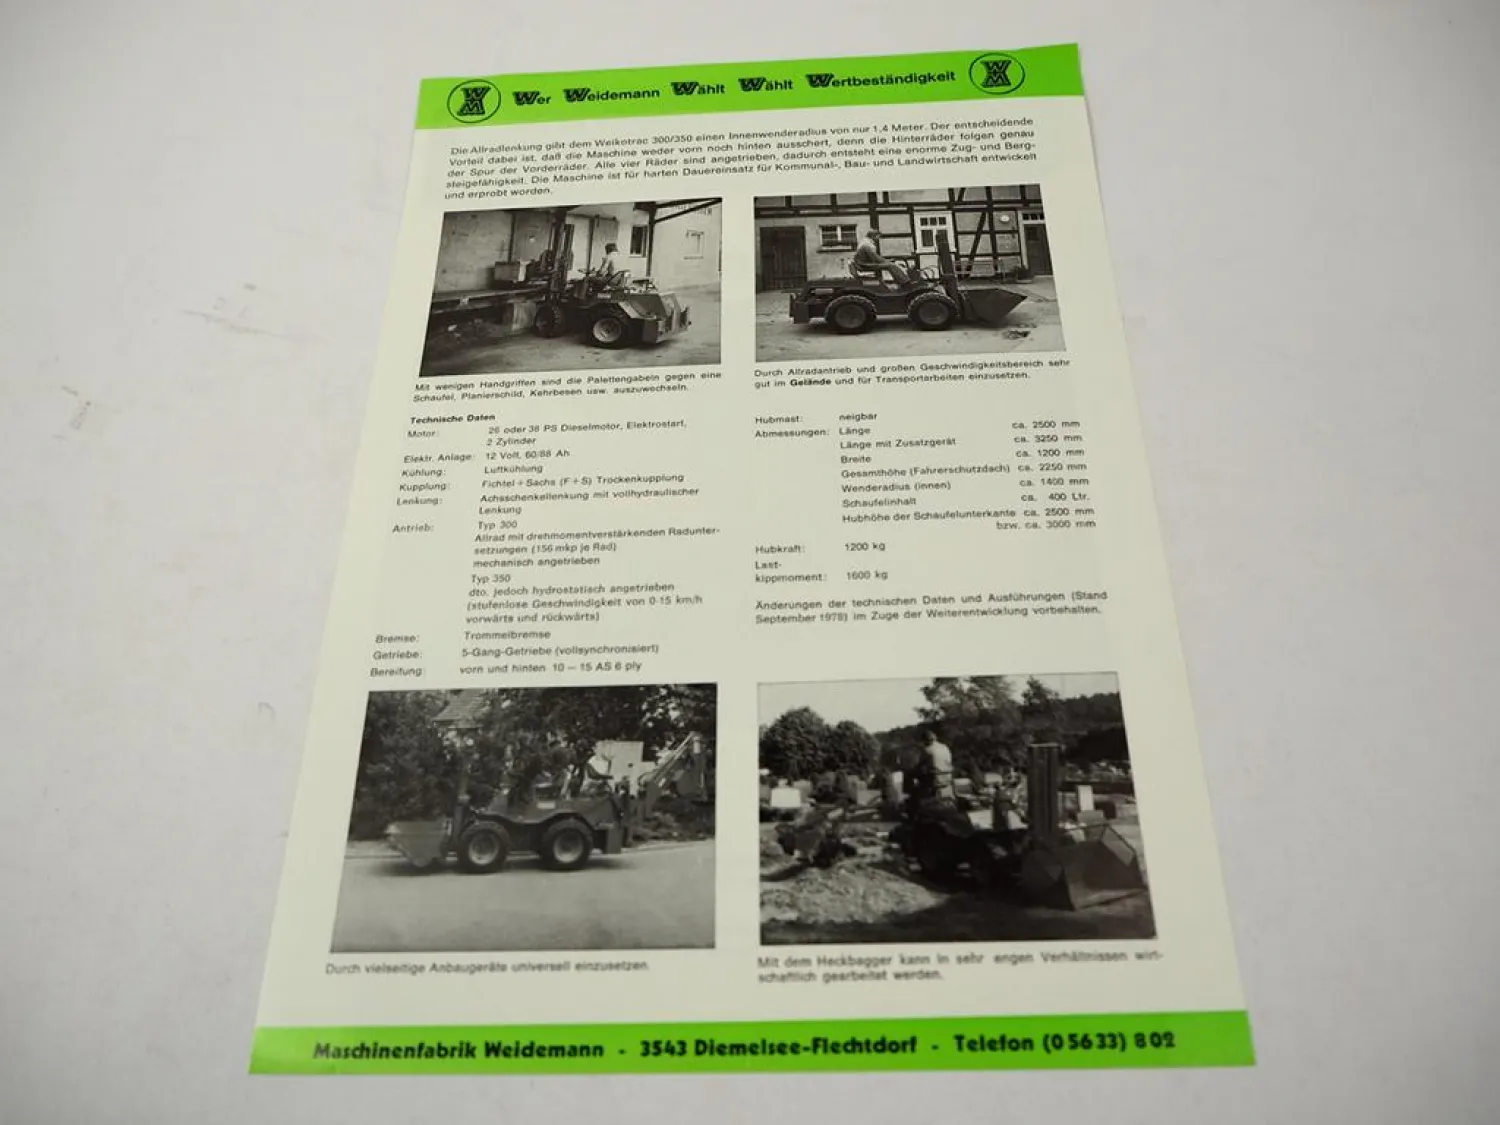 WM Wer Weidemann Wählt Wählt Wertbeständigkeit WM
Die Allradlenkung gibt dem Weikotrac 300/350 einen Innenwenderadius von nur 1,4 Meter. Der entscheidende
Vorteil dabei ist, daß die Maschine weder vorn noch hinten ausschert, denn die Hinterräder folgen genau
der Spur der Vorderräder. Alle vier Räder sind angetrieben, dadurch entsteht eine enorme Zug- und Berg-
steigefähigkeit. Die Maschine ist für harten Dauereinsatz für Kommunal-, Bau- und Landwirtschaft entwickelt
und erprobt worden.
Mit wenigen Handgriffen sind die Palettengabeln gegen eine
Schaufel, Planierschild, Kehrbesen usw. auszuwechseln.
Durch Allradantrieb und großen Geschwindigkeitsbereich sehr
gut im Gelände und für Transportarbeiten einzusetzen.
Technische Daten
Motor: 26 oder 38 PS Dieselmotor, Elektrostart,
2 Zylinder
Elektr. Anlage: 12 Volt, 60/88 Ah
Kühlung: Luftkühlung
Kupplung: Fichtel + Sachs (F + S) Trockenkupplung
Lenkung: Achsschenkellenkung mit vollhydraulischer
Lenkung
Antrieb: Typ 300
Allrad mit drehmomentverstärkenden Radunter-
setzungen (156 mkp je Rad)
mechanisch angetrieben
Typ 350
dto. jedoch hydrostatisch angetrieben
(stufenlose Geschwindigkeit von 0-15 km/h
vorwärts und rückwärts)
Bremse: Trommelbremse
Getriebe: 5-Gang-Getriebe (vollsynchronisiert)
Bereifung: vorn und hinten 10 – 15 AS 6 ply
Hubmast: neigbar
Abmessungen: Länge ca. 2500 mm
Länge mit Zusatzgerät ca. 3250 mm
Breite ca. 1200 mm
Gesamthöhe (Fahrerschutzdach) ca. 2250 mm
Wenderadius (innen) ca. 1400 mm
Schaufelinhalt ca. 400 Ltr.
Hubhöhe der Schaufelunterkante ca. 2500 mm
bzw. ca. 3000 mm
Hubkraft: 1200 kg
Last-
kippmoment: 1600 kg
Änderungen der technischen Daten und Ausführungen (Stand
September 1978) im Zuge der Weiterentwicklung vorbehalten.
Durch vielseitige Anbaugeräte universell einzusetzen.
Mit dem Heckbagger kann in sehr engen Verhältnissen wirt-
schaftlich gearbeitet werden.
Maschinenfabrik Weidemann - 3543 Diemelsee-Flechtdorf - Telefon (0 56 33) 8 02